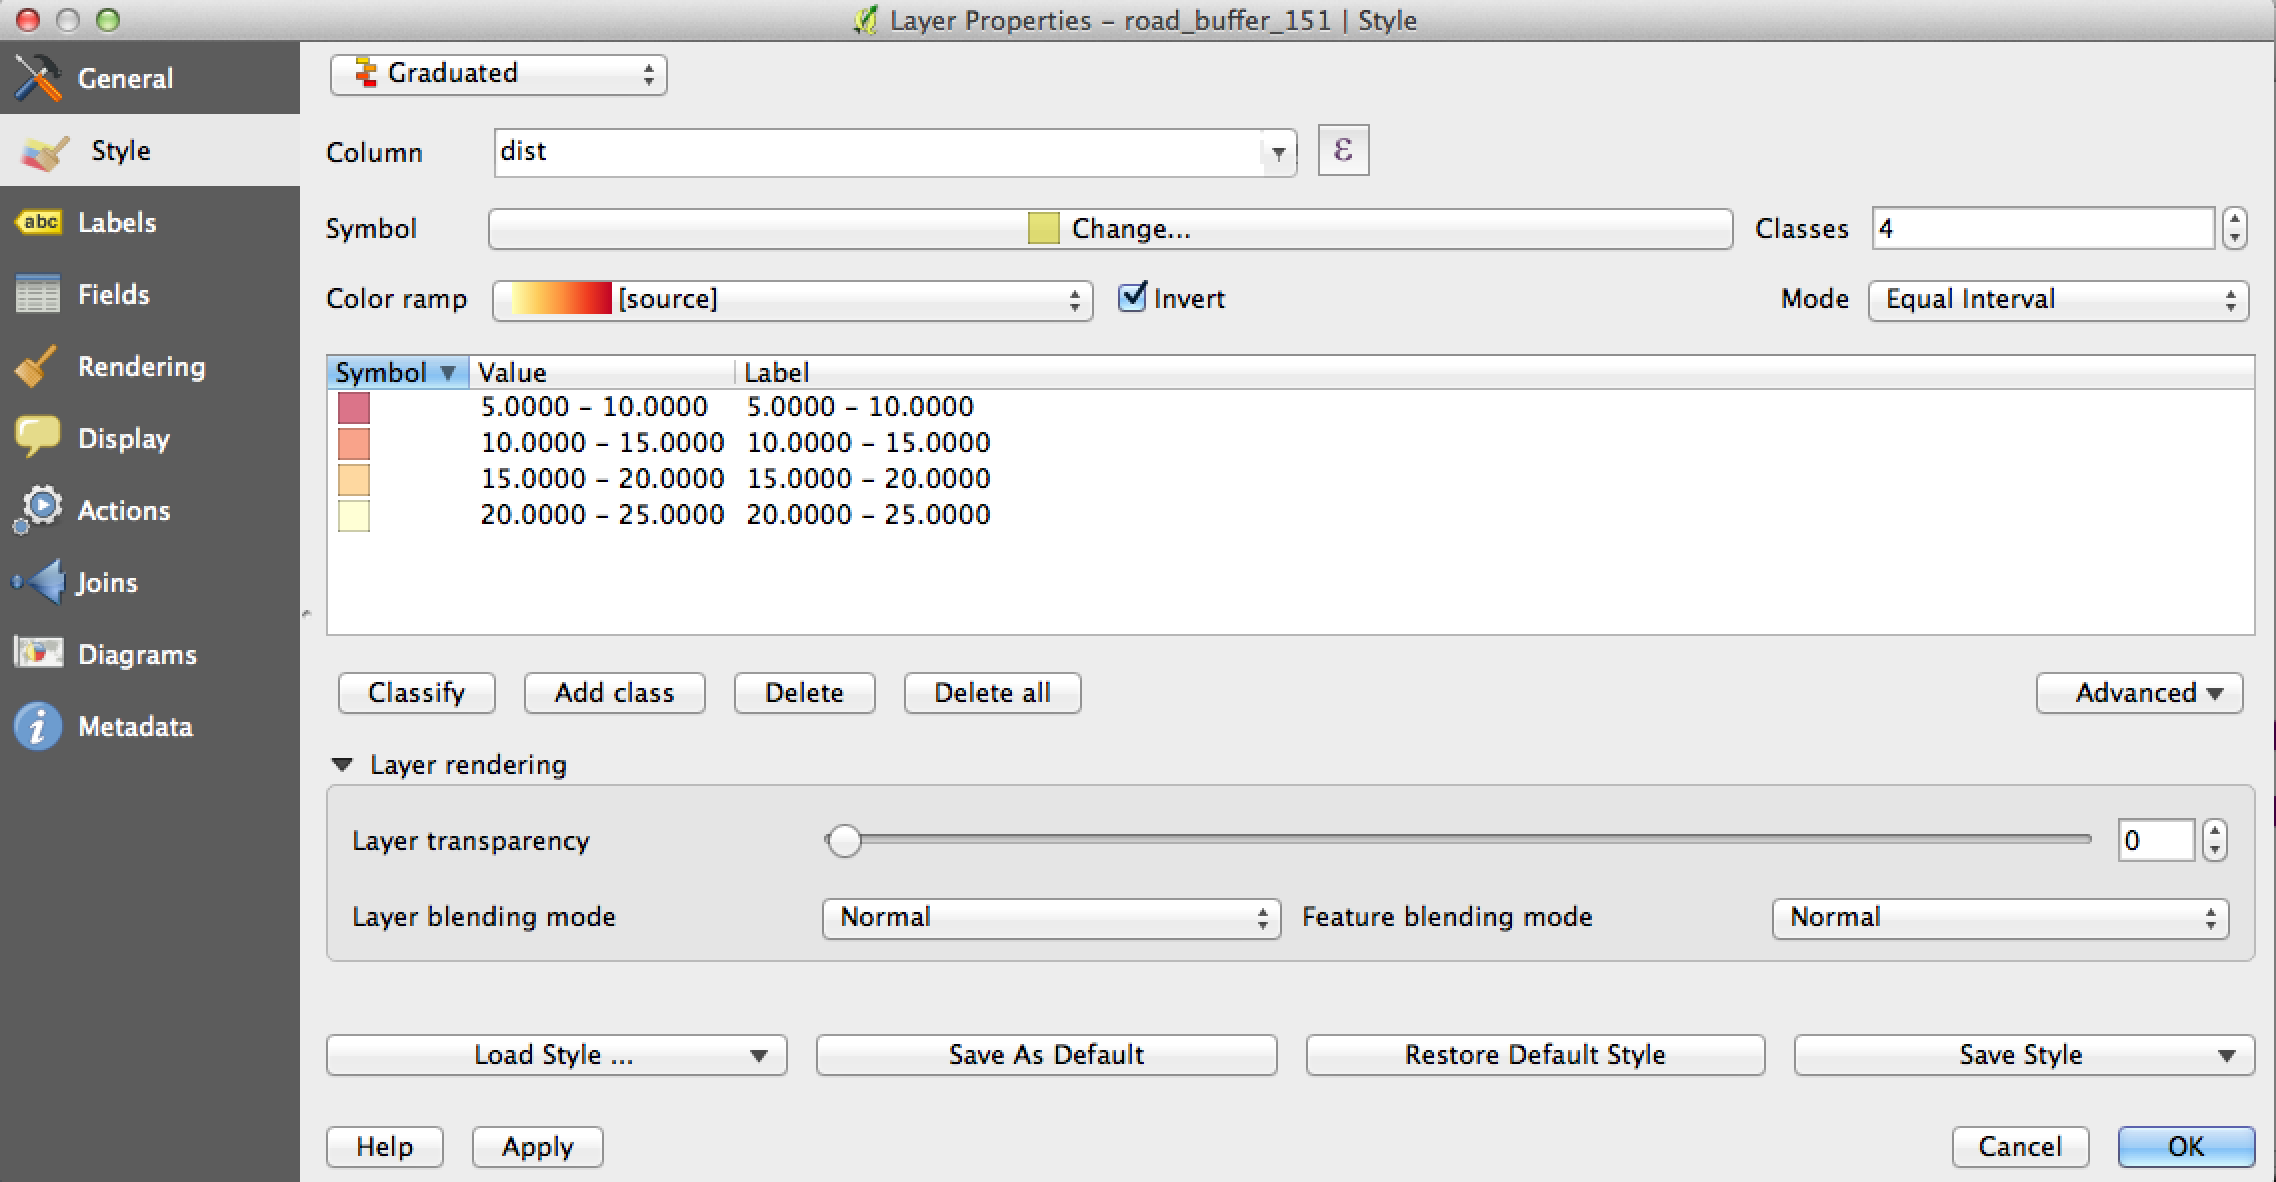 Layer Properties – road_buffer_151 | Style
General
Style
abc Labels
Fields
Rendering
Display
Actions
Joins
Diagrams
i Metadata
Graduated
Column dist ε
Symbol Change... Classes 4
Color ramp [source] Invert Mode Equal Interval
Symbol Value Label
5.0000 – 10.0000 5.0000 – 10.0000
10.0000 – 15.0000 10.0000 – 15.0000
15.0000 – 20.0000 15.0000 – 20.0000
20.0000 – 25.0000 20.0000 – 25.0000
Classify Add class Delete Delete all Advanced
Layer rendering
Layer transparency 0
Layer blending mode Normal Feature blending mode Normal
Load Style ... Save As Default Restore Default Style Save Style
Help Apply Cancel OK